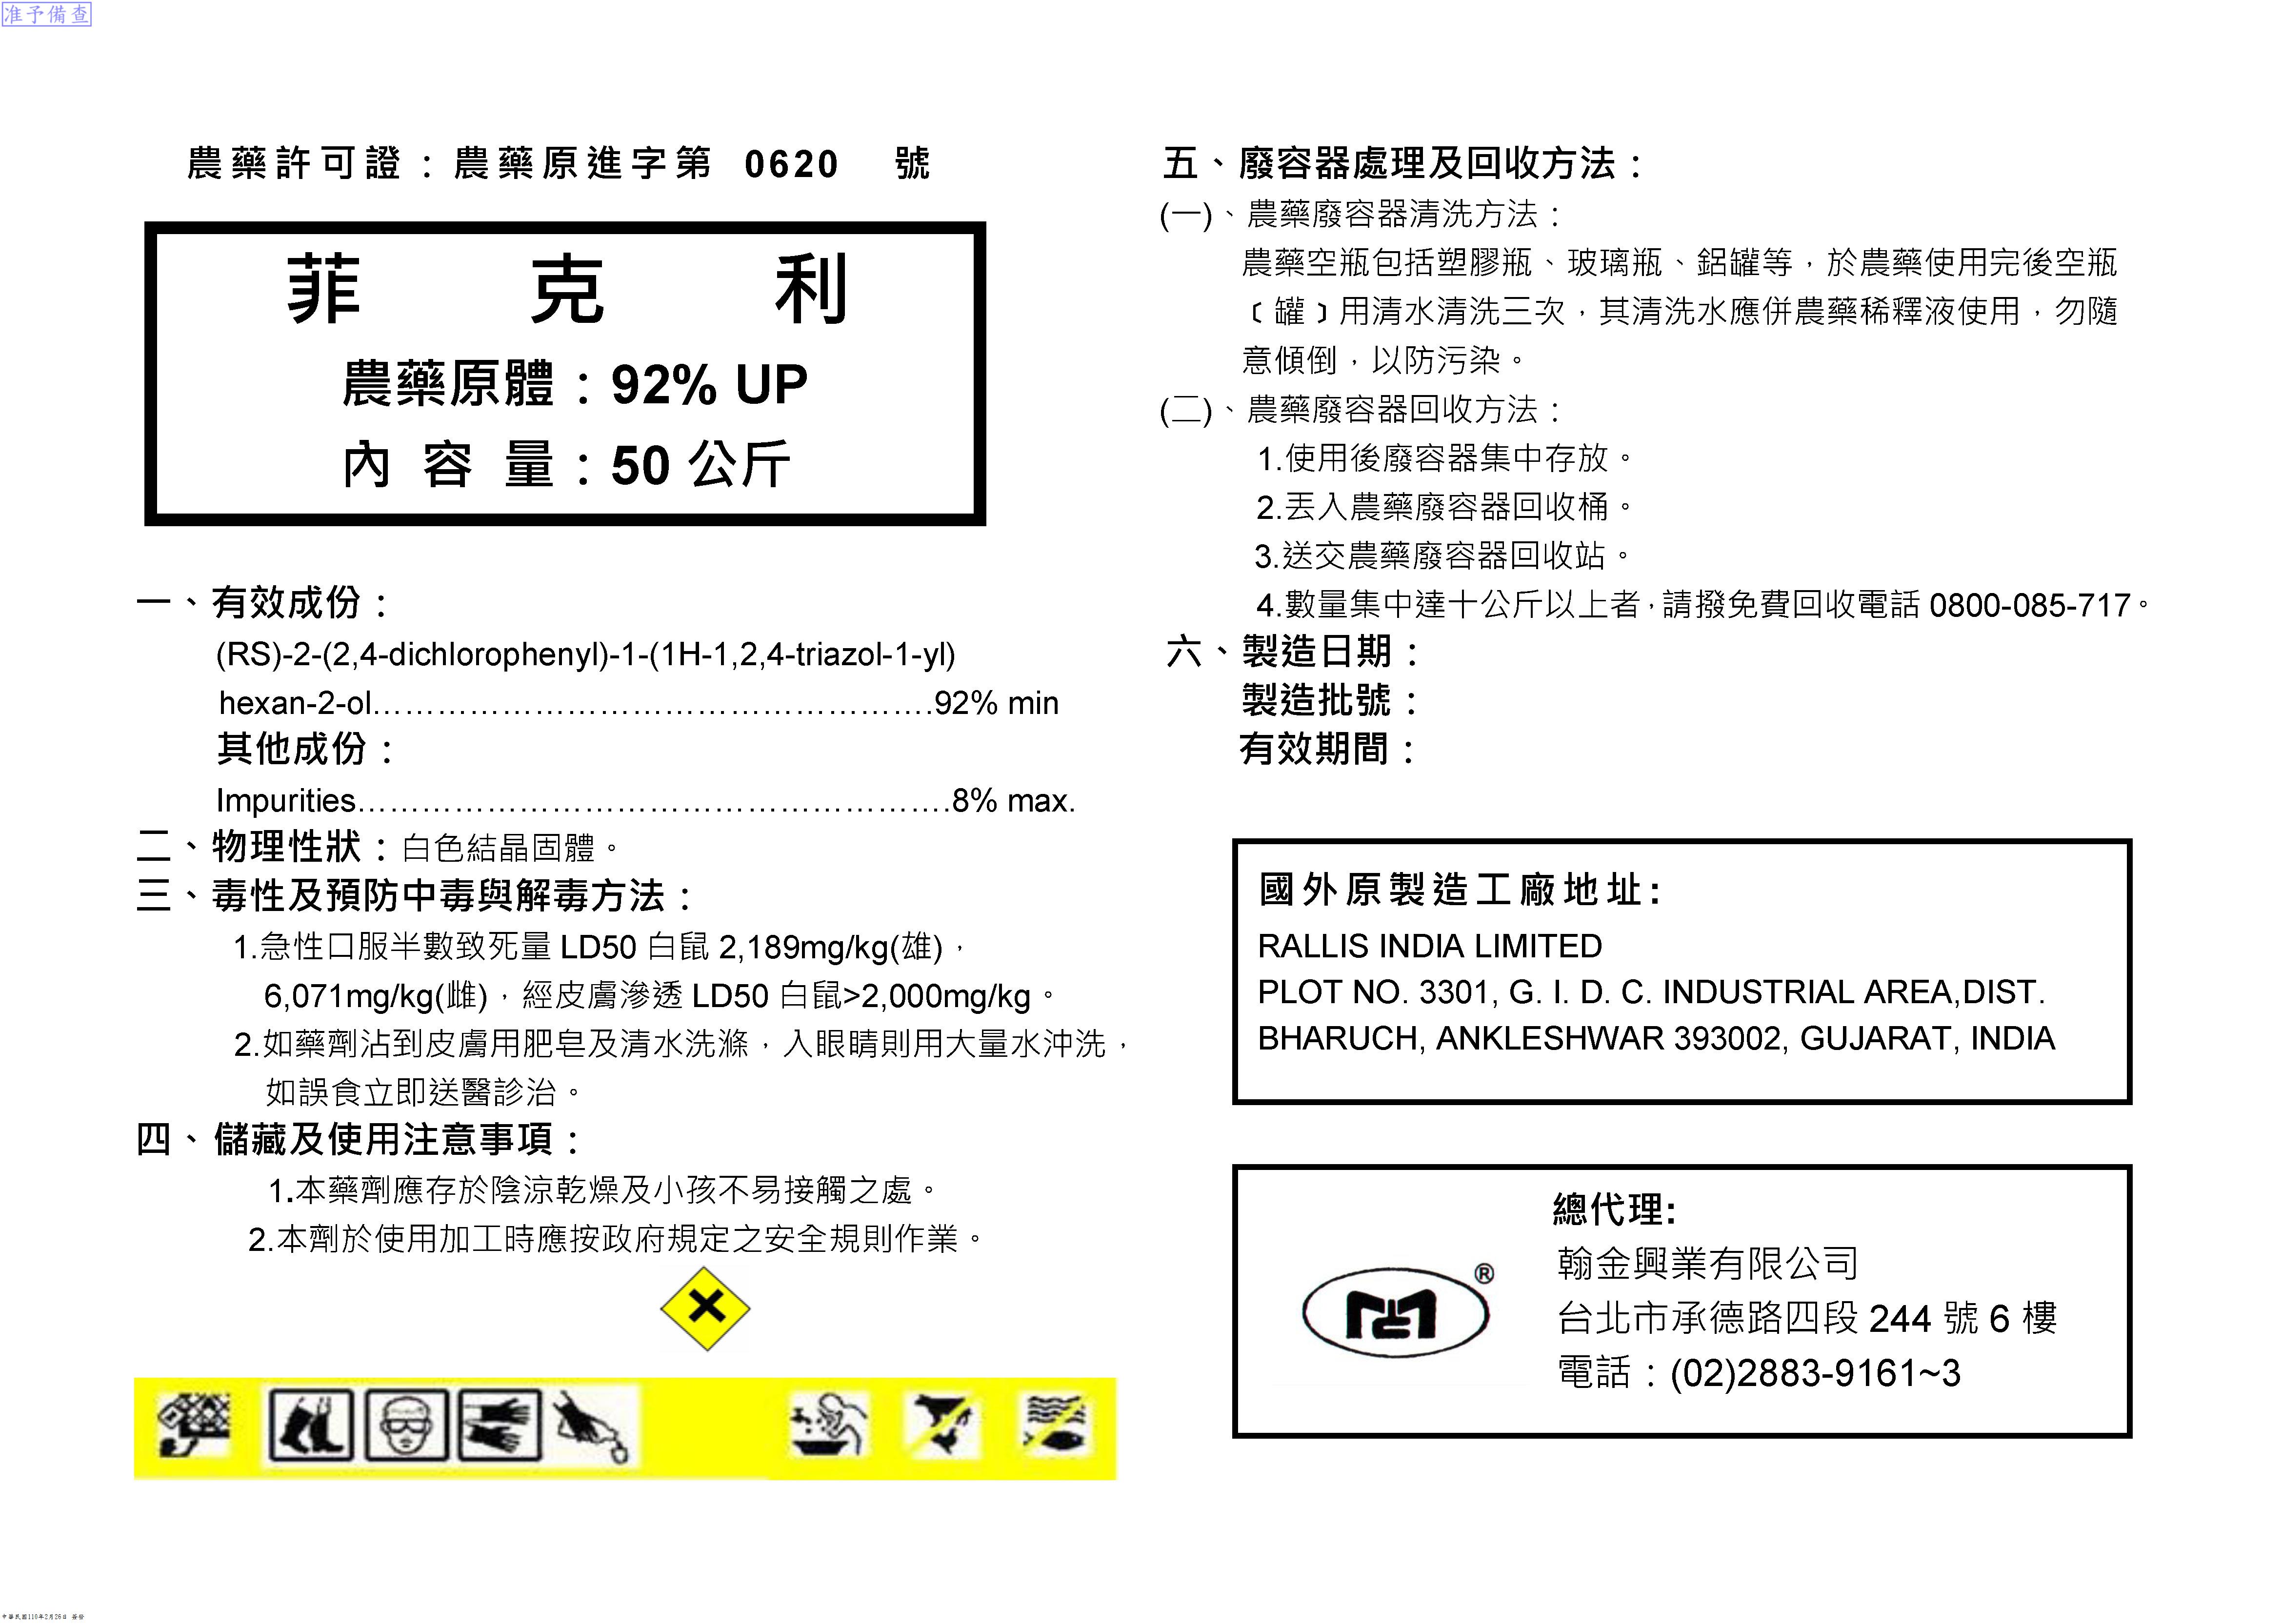 准予備查
農藥許可證：農藥原進字第 0620 號
菲克利
農藥原體：92% UP
內容量：50 公斤
一、有效成份：
(RS)-2-(2,4-dichlorophenyl)-1-(1H-1,2,4-triazol-1-yl)
hexan-2-ol…………………………………………….92% min
其他成份：
Impurities……………………………………………….8% max.
二、物理性狀：白色結晶固體。
三、毒性及預防中毒與解毒方法：
1.急性口服半數致死量 LD50 白鼠 2,189mg/kg(雄)，
6,071mg/kg(雌)，經皮膚滲透 LD50 白鼠>2,000mg/kg。
2.如藥劑沾到皮膚用肥皂及清水洗滌，入眼睛則用大量水沖洗，
如誤食立即送醫診治。
四、儲藏及使用注意事項：
1.本藥劑應存於陰涼乾燥及小孩不易接觸之處。
2.本劑於使用加工時應按政府規定之安全規則作業。
五、廢容器處理及回收方法：
(一)、農藥廢容器清洗方法：
農藥空瓶包括塑膠瓶、玻璃瓶、鋁罐等，於農藥使用完後空瓶
﹝罐﹞用清水清洗三次，其清洗水應併農藥稀釋液使用，勿隨
意傾倒，以防污染。
(二)、農藥廢容器回收方法：
1.使用後廢容器集中存放。
2.丟入農藥廢容器回收桶。
3.送交農藥廢容器回收站。
4.數量集中達十公斤以上者，請撥免費回收電話 0800-085-717。
六、製造日期：
製造批號：
有效期間：
國外原製造工廠地址:
RALLIS INDIA LIMITED
PLOT NO. 3301, G. I. D. C. INDUSTRIAL AREA,DIST.
BHARUCH, ANKLESHWAR 393002, GUJARAT, INDIA
總代理:
翰金興業有限公司
台北市承德路四段 244 號 6 樓
電話：(02)2883-9161~3
®
中華民國110年2月26日